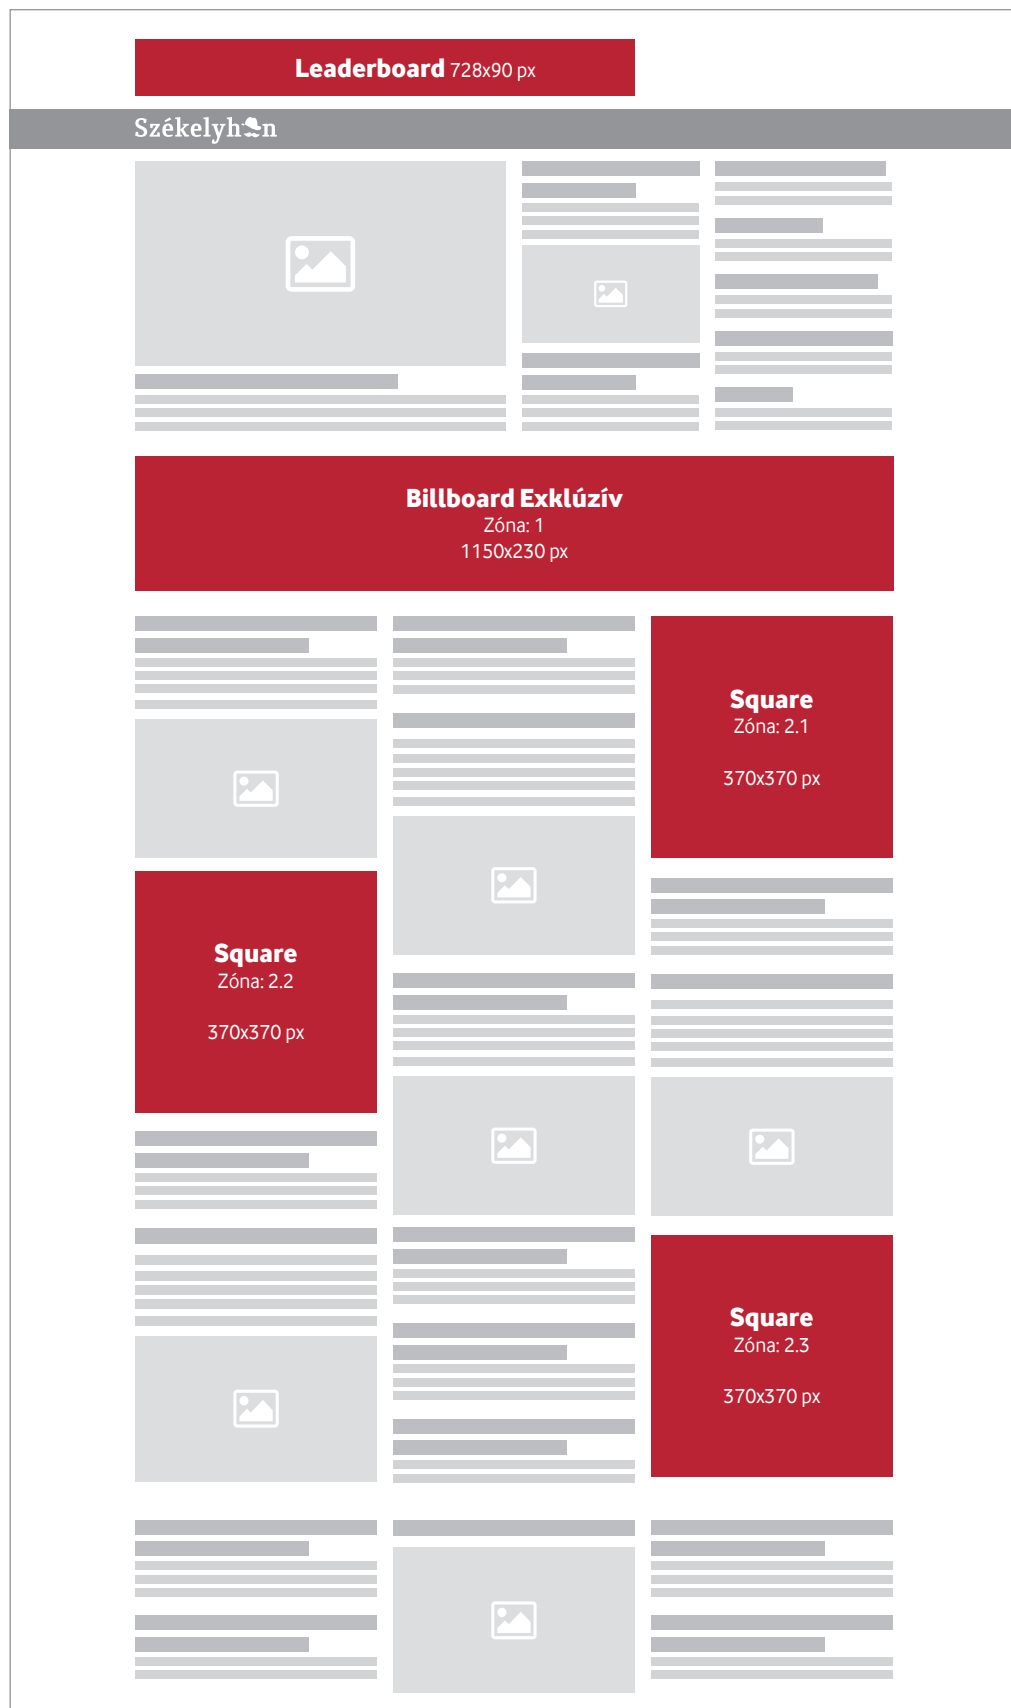 Leaderboard 728x90 px
Székelyhon
Billboard Exklúzív
Zóna: 1
1150x230 px
Square
Zóna: 2.1
370x370 px
Square
Zóna: 2.2
370x370 px
Square
Zóna: 2.3
370x370 px